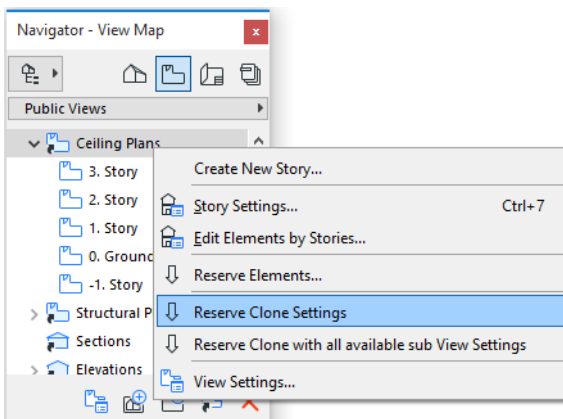 Navigator - View Map
Public Views
Ceiling Plans
3. Story
2. Story
1. Story
0. Ground
-1. Story
Structural P
Sections
Elevations
Create New Story...
Story Settings... Ctrl+7
Edit Elements by Stories...
Reserve Elements...
Reserve Clone Settings
Reserve Clone with all available sub View Settings
View Settings...